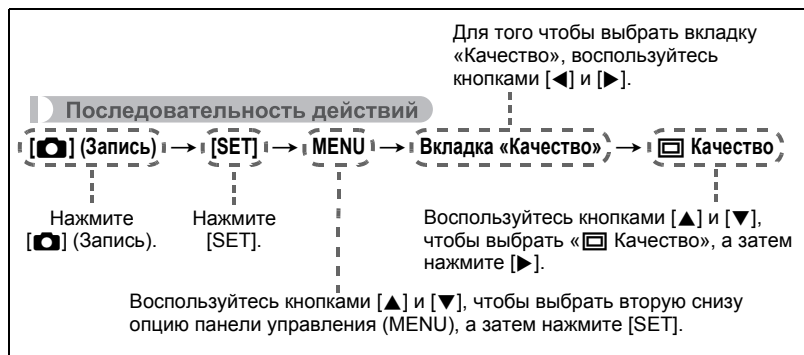 Для того чтобы выбрать вкладку
«Качество», воспользуйтесь
кнопками [◀] и [▶].
Последовательность действий
[📷] (Запись) → [SET] → MENU → Вкладка «Качество» → Качество
Нажмите
[📷] (Запись).
Нажмите
[SET].
Воспользуйтесь кнопками [▲] и [▼],
чтобы выбрать « Качество», а затем
нажмите [▶].
Воспользуйтесь кнопками [▲] и [▼], чтобы выбрать вторую снизу
опцию панели управления (MENU), а затем нажмите [SET].